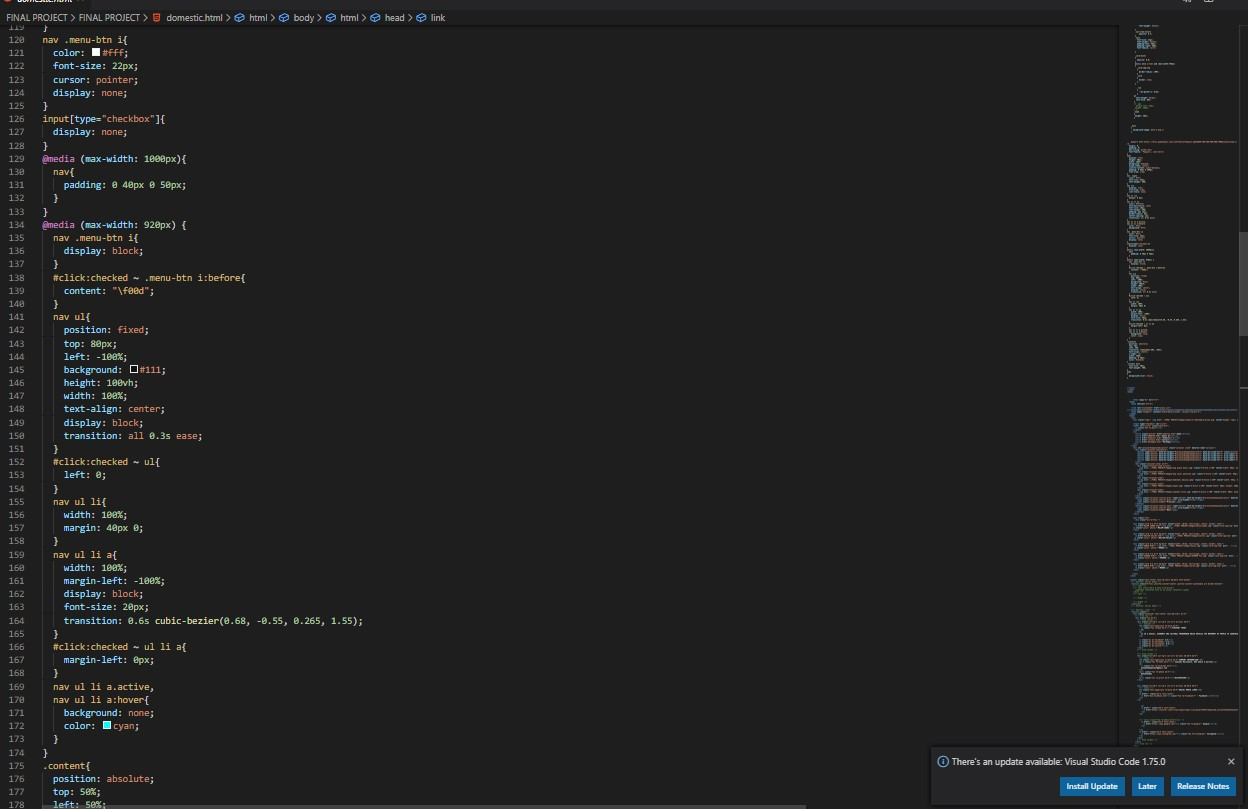 domestic.html
FINAL PROJECT > FINAL PROJECT > domestic.html > html > body > html > head > link
119 }
120 nav .menu-btn i{
121 color: #fff;
122 font-size: 22px;
123 cursor: pointer;
124 display: none;
125 }
126 input[type="checkbox"]{
127 display: none;
128 }
129 @media (max-width: 1000px){
130 nav{
131 padding: 0 40px 0 50px;
132 }
133 }
134 @media (max-width: 920px) {
135 nav .menu-btn i{
136 display: block;
137 }
138 #click:checked ~ .menu-btn i:before{
139 content: "\f00d";
140 }
141 nav ul{
142 position: fixed;
143 top: 80px;
144 left: -100%;
145 background: #111;
146 height: 100vh;
147 width: 100%;
148 text-align: center;
149 display: block;
150 transition: all 0.3s ease;
151 }
152 #click:checked ~ ul{
153 left: 0;
154 }
155 nav ul li{
156 width: 100%;
157 margin: 40px 0;
158 }
159 nav ul li a{
160 width: 100%;
161 margin-left: -100%;
162 display: block;
163 font-size: 20px;
164 transition: 0.6s cubic-bezier(0.68, -0.55, 0.265, 1.55);
165 }
166 #click:checked ~ ul li a{
167 margin-left: 0px;
168 }
169 nav ul li a.active,
170 nav ul li a:hover{
171 background: none;
172 color: cyan;
173 }
174 }
175 .content{
176 position: absolute;
177 top: 50%;
178 left: 50%;
There's an update available: Visual Studio Code 1.75.0
Install Update Later Release Notes